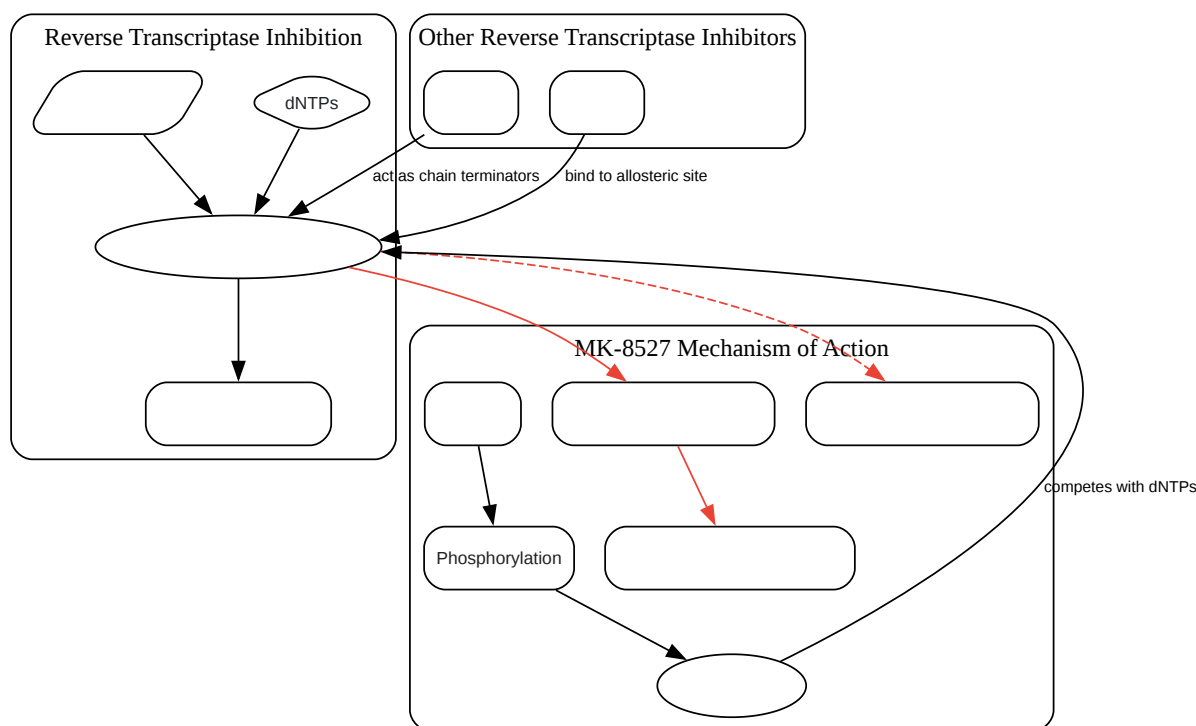 Reverse Transcriptase Inhibition
Other Reverse Transcriptase Inhibitors
dNTPs
act as chain terminators
bind to allosteric site
MK-8527 Mechanism of Action
competes with dNTPs
Phosphorylation